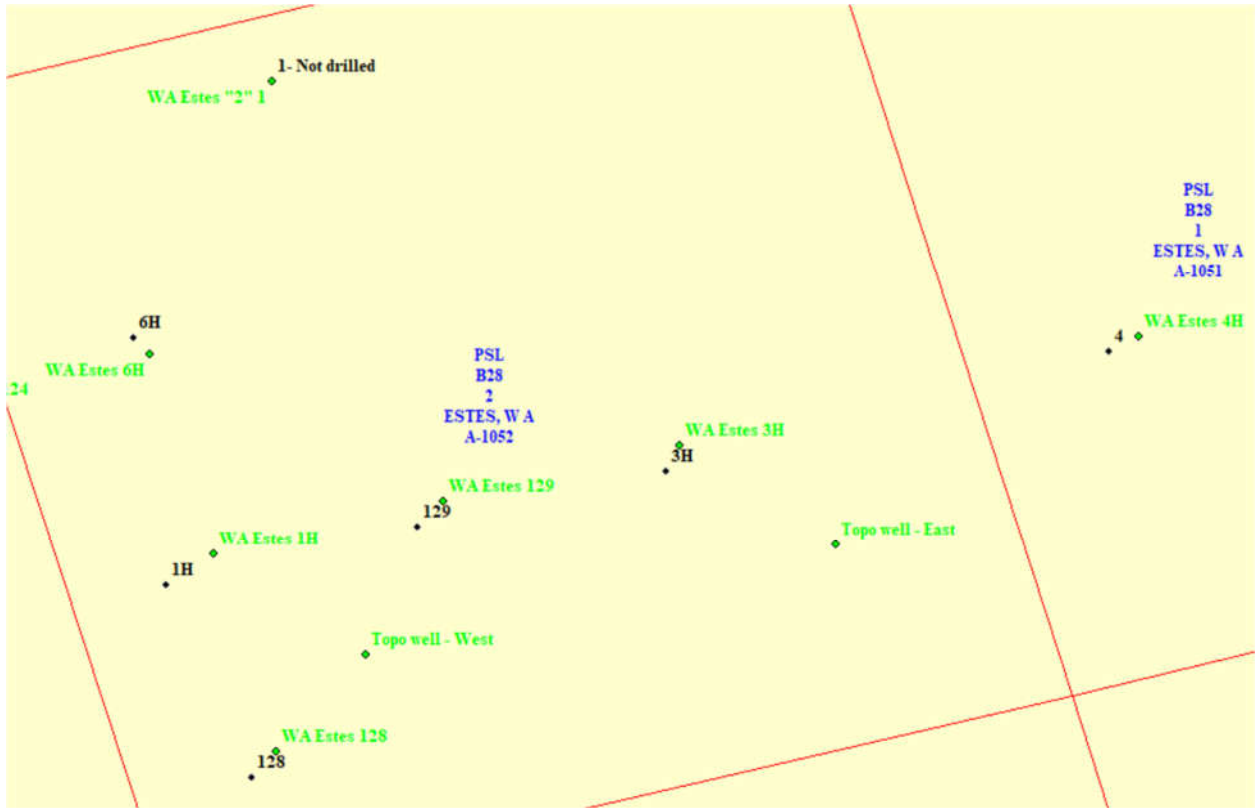 1- Not drilled
WA Estes "2" 1
PSL
B28
1
ESTES, W A
A-1051
6H
WA Estes 6H
4
WA Estes 4H
.24
PSL
B28
2
ESTES, W A
A-1052
WA Estes 3H
3H
WA Estes 129
129
Topo well - East
WA Estes 1H
1H
Topo well - West
WA Estes 128
128